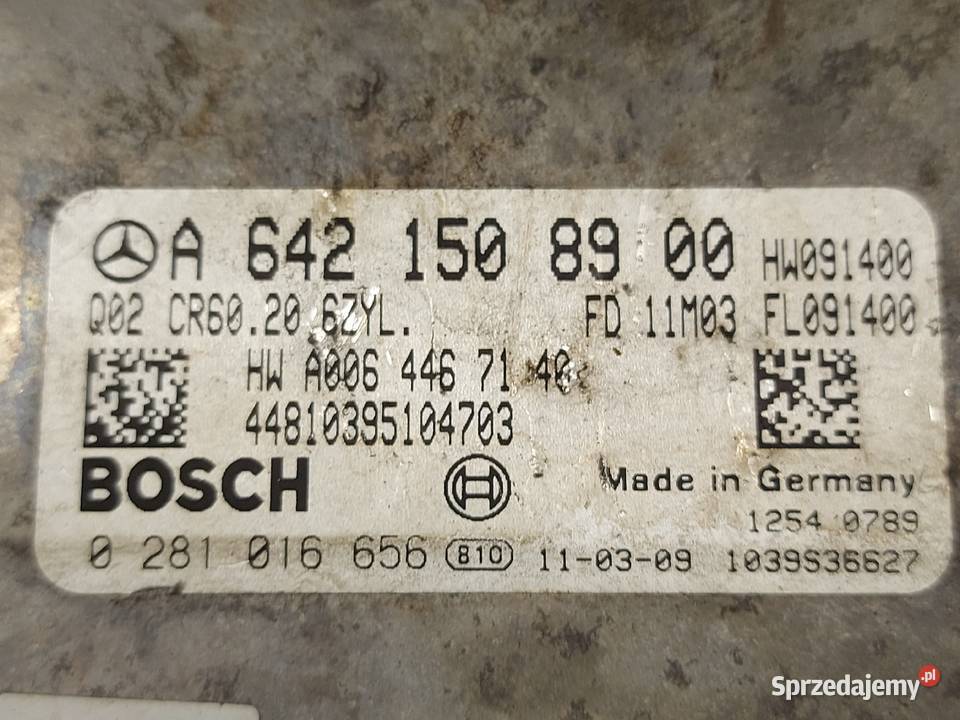 A 642 150 89 00 HW091400
Q02 CR60.20 6ZYL. FD 11M03 FL091400
HW A006 446 71 40
44810395104703
BOSCH
Made in Germany
1254 0789
0 281 016 656 810 11-03-09 1039S36627
Sprzedajemy.pl